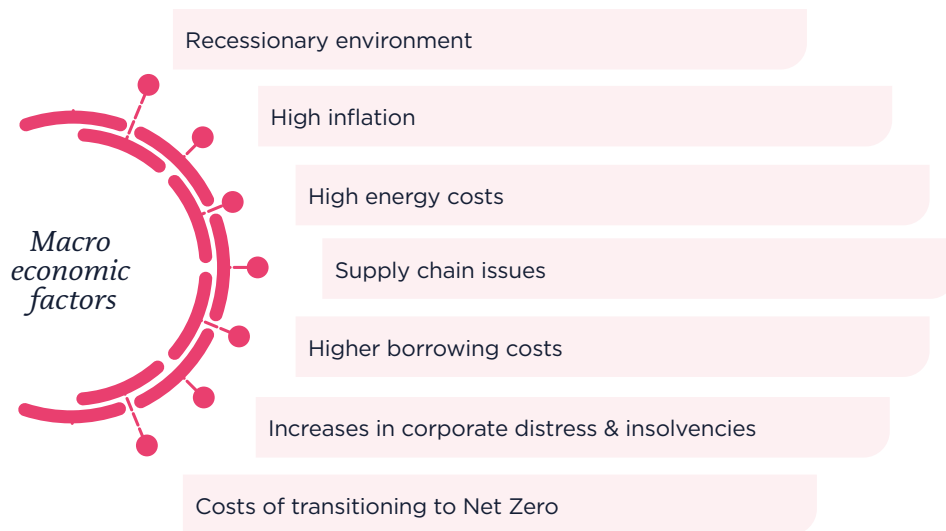 Recessionary environment
High inflation
High energy costs
Macro
economic
factors
Supply chain issues
Higher borrowing costs
Increases in corporate distress & insolvencies
Costs of transitioning to Net Zero